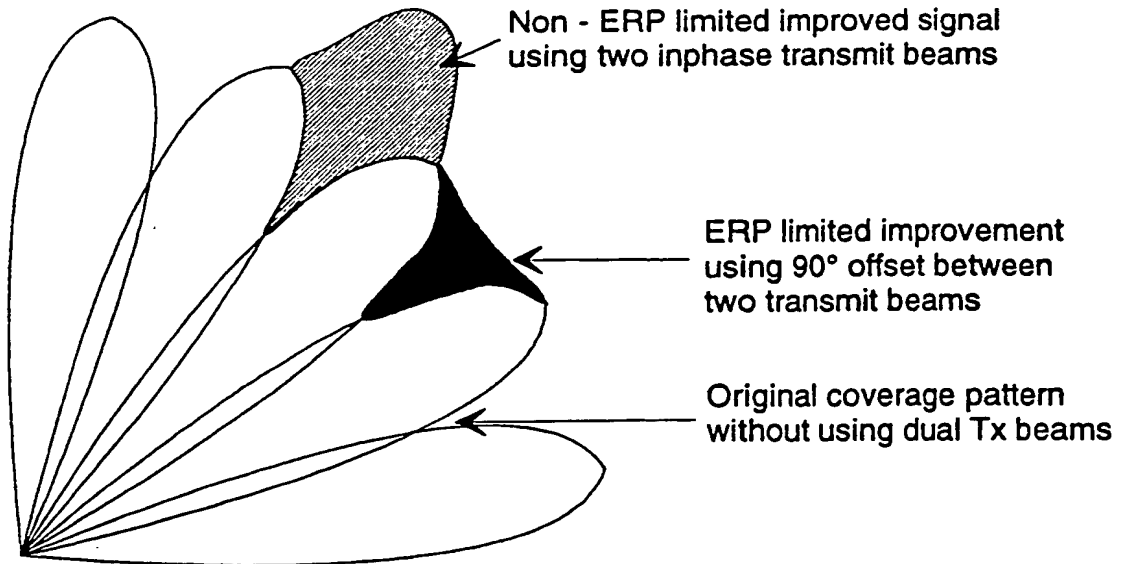 Non - ERP limited improved signal
using two inphase transmit beams
ERP limited improvement
using 90° offset between
two transmit beams
Original coverage pattern
without using dual Tx beams